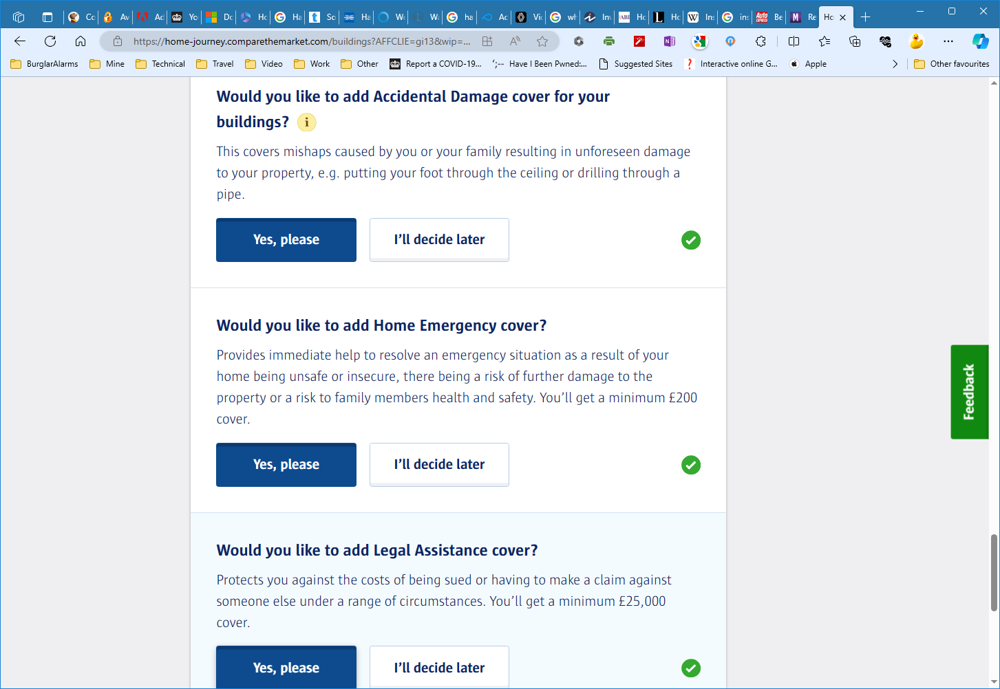 Cc
Av
Ad
Yo
Dc
Hc
Ha
So
Ha
We
Wa
ha
Ac
Vic
wh
Im
Hc
Hc
Ins
ins
Be
Re
Hc
https://home-journey.comparethemarket.com/buildings?AFFCLIE=gi13&wip=...
BurglarAlarms
Mine
Technical
Travel
Video
Work
Other
Report a COVID-19...
Have I Been Pwned:...
Suggested Sites
Interactive online G...
Apple
Other favourites
Would you like to add Accidental Damage cover for your
buildings? i
This covers mishaps caused by you or your family resulting in unforeseen damage
to your property, e.g. putting your foot through the ceiling or drilling through a
pipe.
Yes, please
I’ll decide later
Would you like to add Home Emergency cover?
Provides immediate help to resolve an emergency situation as a result of your
home being unsafe or insecure, there being a risk of further damage to the
property or a risk to family members health and safety. You’ll get a minimum £200
cover.
Yes, please
I’ll decide later
Feedback
Would you like to add Legal Assistance cover?
Protects you against the costs of being sued or having to make a claim against
someone else under a range of circumstances. You’ll get a minimum £25,000
cover.
Yes, please
I’ll decide later